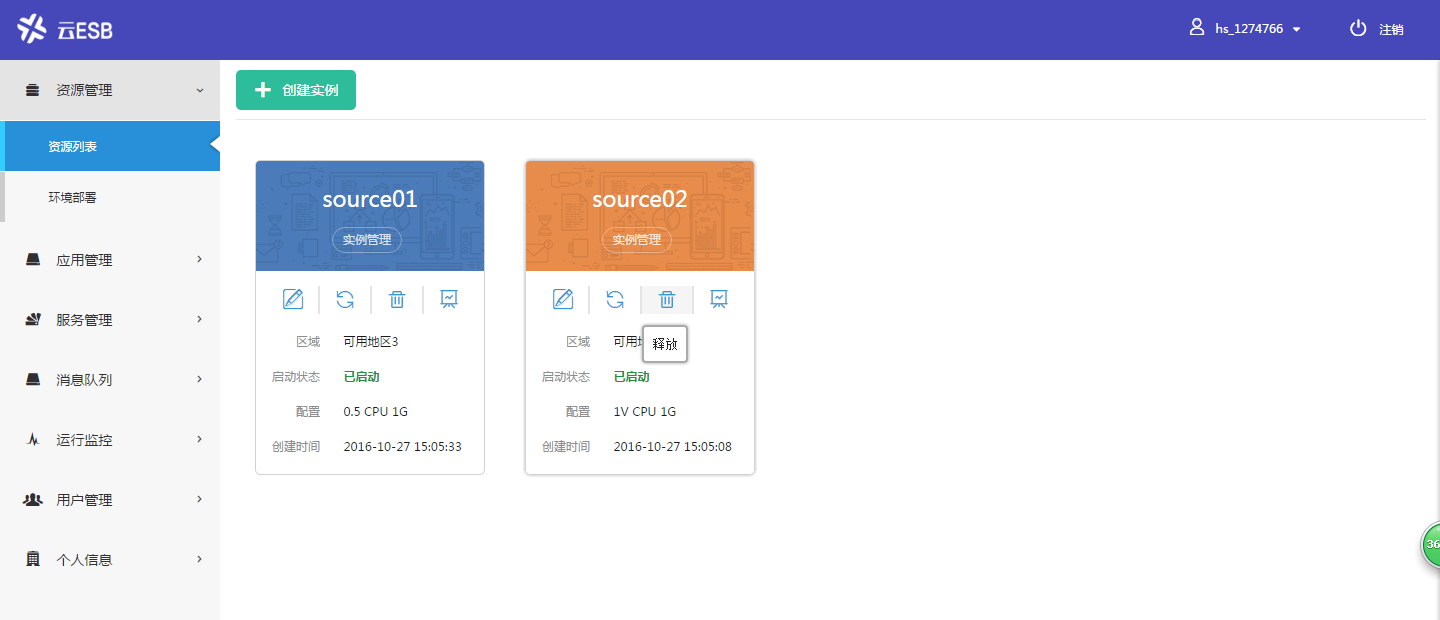 云ESB
hs_1274766
注销
资源管理
资源列表
环境部署
应用管理
服务管理
消息队列
运行监控
用户管理
个人信息
创建实例
source01
实例管理
区域 可用地区3
启动状态 已启动
配置 0.5 CPU 1G
创建时间 2016-10-27 15:05:33
source02
实例管理
释放
区域 可用
启动状态 已启动
配置 1V CPU 1G
创建时间 2016-10-27 15:05:08
36